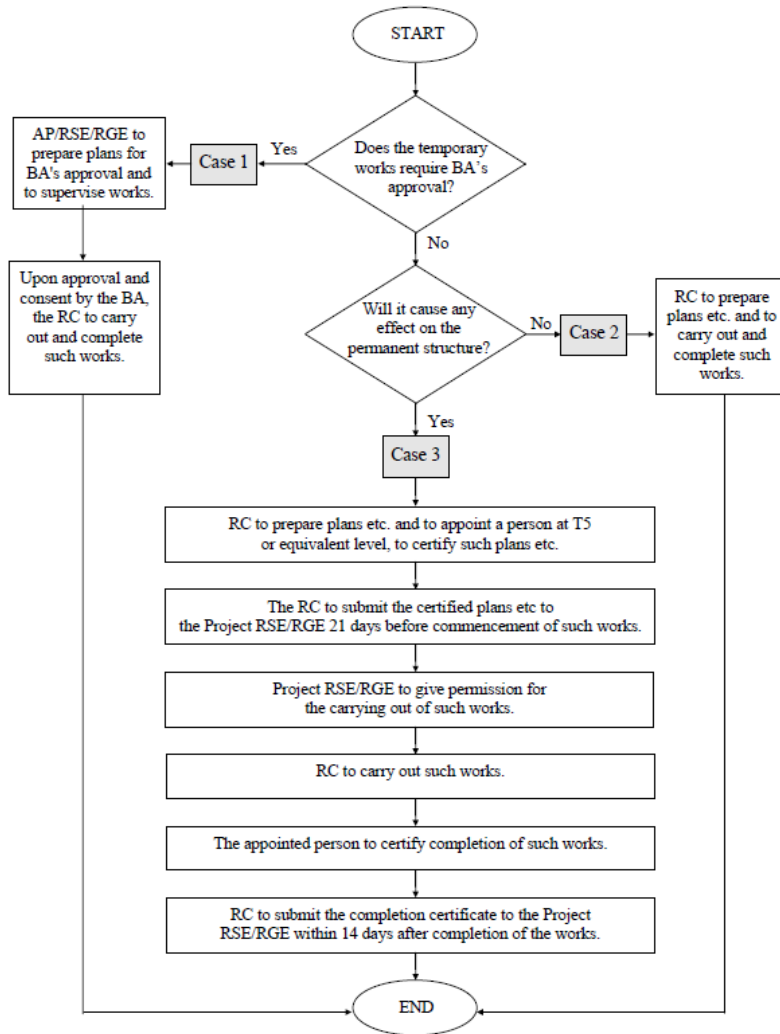 START
Does the temporary
works require BA’s
approval?
Yes
Case 1
AP/RSE/RGE to
prepare plans for
BA's approval and
to supervise works.
Upon approval and
consent by the BA,
the RC to carry
out and complete
such works.
No
Will it cause any
effect on the
permanent structure?
No
Case 2
RC to prepare
plans etc. and to
carry out and
complete such
works.
Yes
Case 3
RC to prepare plans etc. and to appoint a person at T5
or equivalent level, to certify such plans etc.
The RC to submit the certified plans etc to
the Project RSE/RGE 21 days before commencement of such works.
Project RSE/RGE to give permission for
the carrying out of such works.
RC to carry out such works.
The appointed person to certify completion of such works.
RC to submit the completion certificate to the Project
RSE/RGE within 14 days after completion of the works.
END